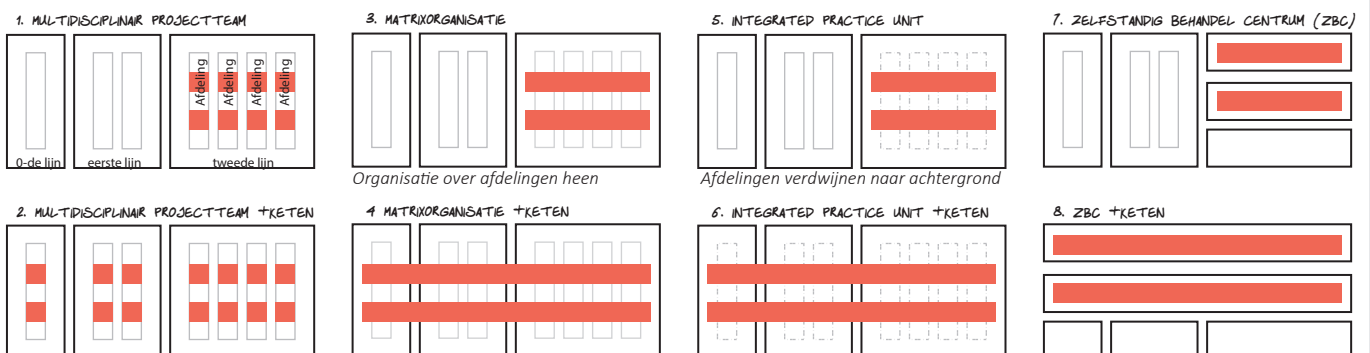 1. MULTIDISCIPLINAIR PROJECTTEAM
3. MATRIXORGANISATIE
5. INTEGRATED PRACTICE UNIT
7. ZELFSTANDIG BEHANDEL CENTRUM (ZBC)
Afdeling
Afdeling
Afdeling
Afdeling
0-de lijn
eerste lijn
tweede lijn
Organisatie over afdelingen heen
Afdelingen verdwijnen naar achtergrond
2. MULTIDISCIPLINAIR PROJECTTEAM +KETEN
4 MATRIXORGANISATIE +KETEN
6. INTEGRATED PRACTICE UNIT +KETEN
8. ZBC +KETEN